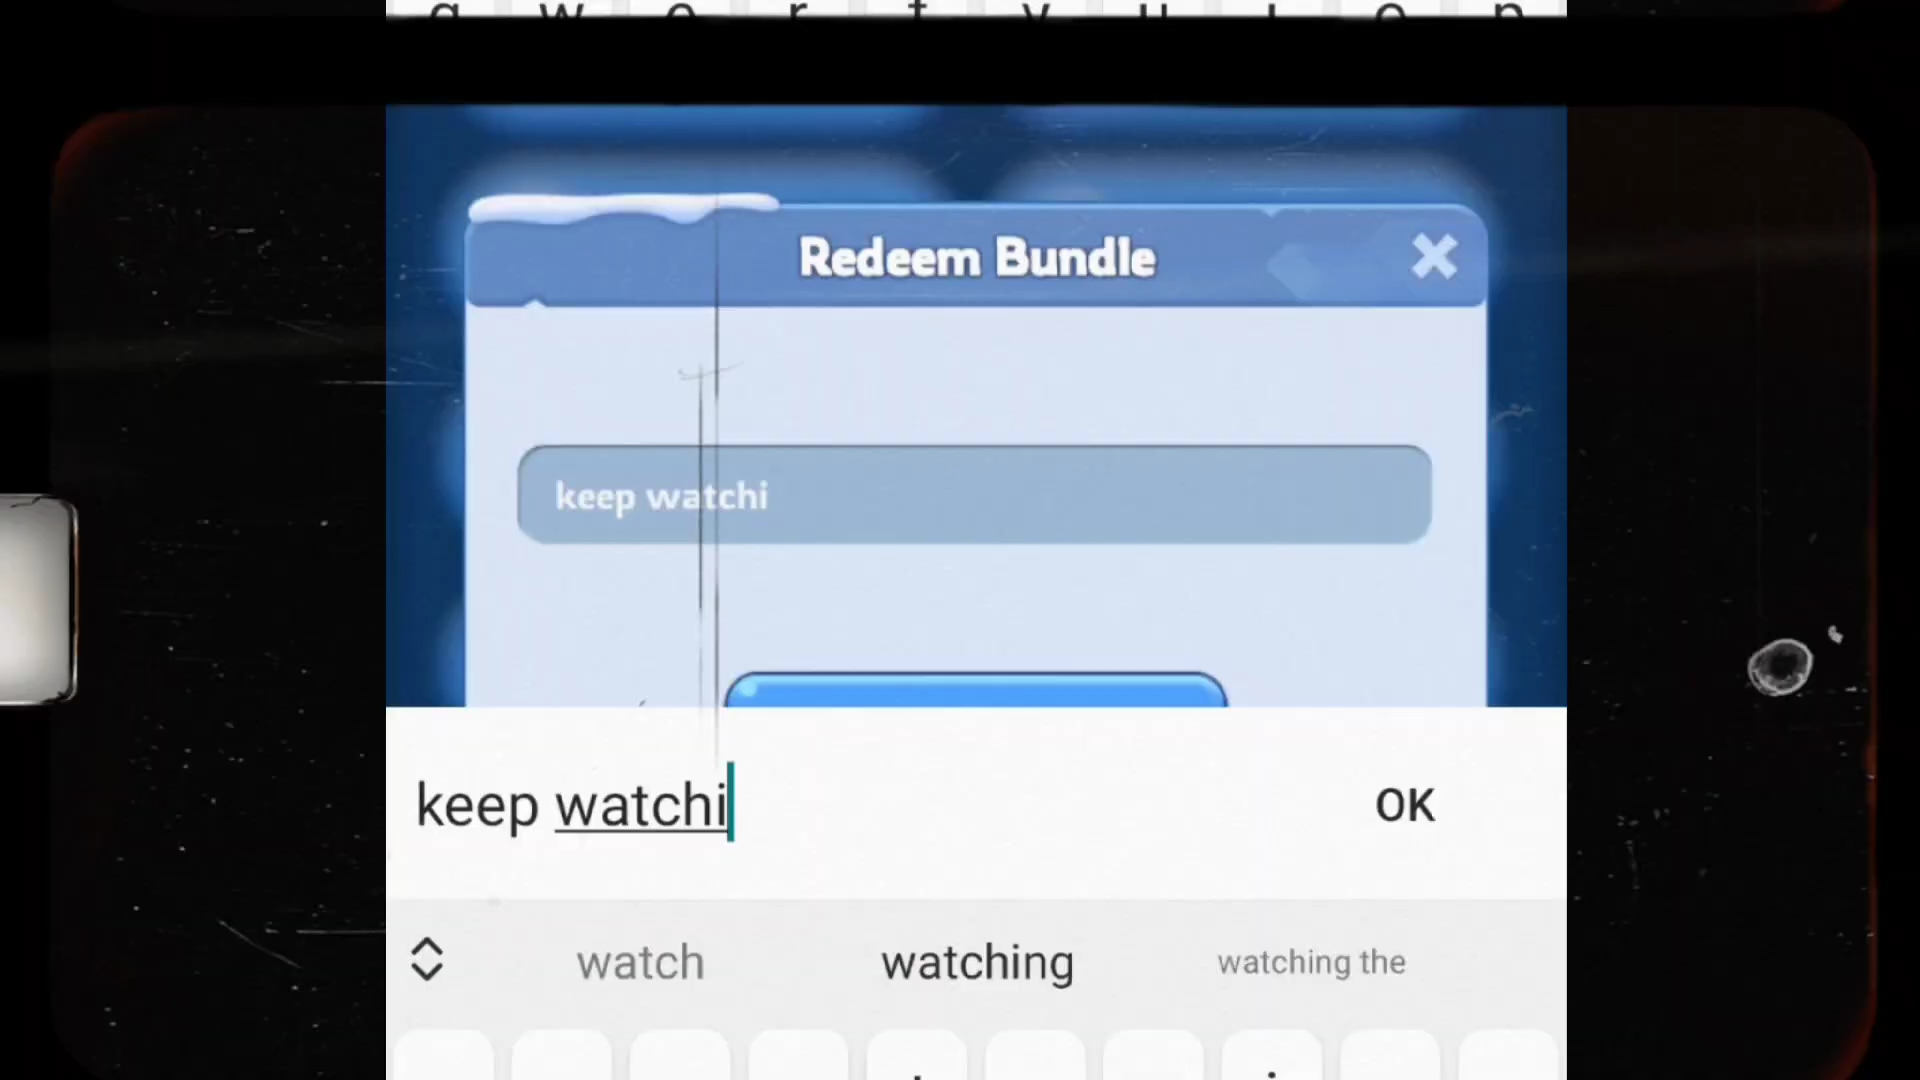 q w e r t y u i o p
Redeem Bundle
keep watchi
keep watchi
OK
watch watching watching the